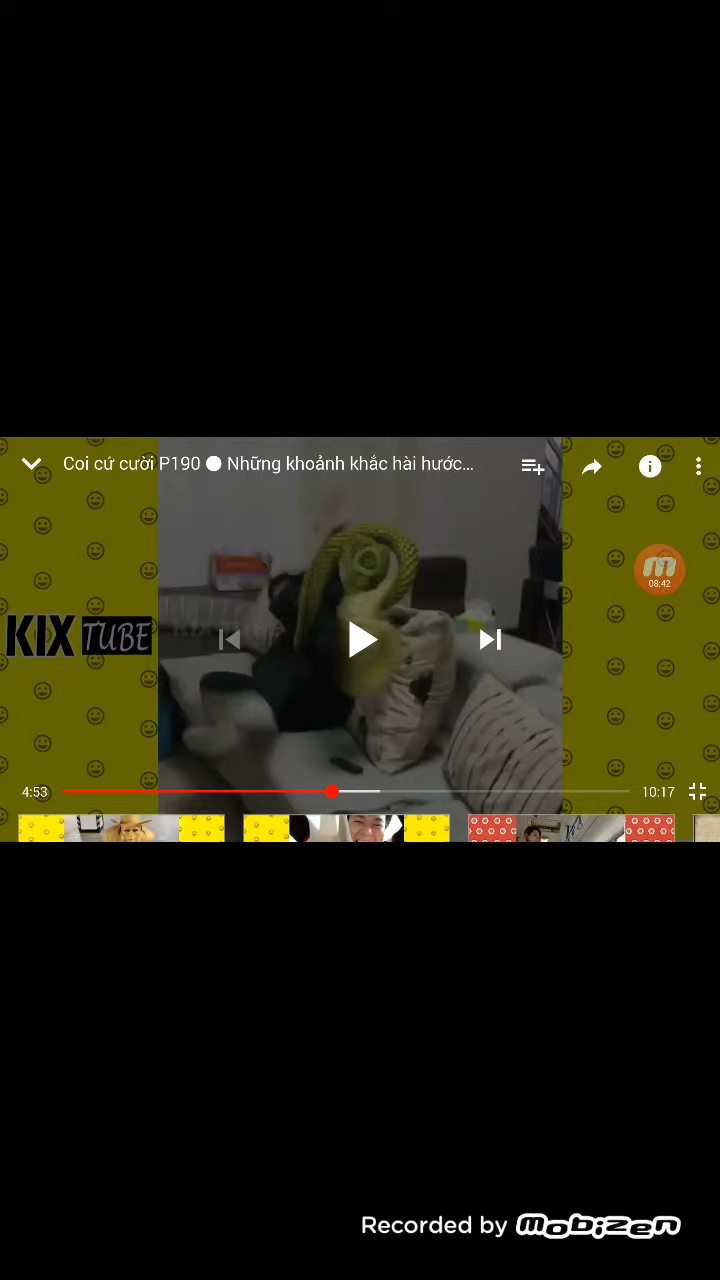 Coi cứ cười P190 ● Những khoảnh khắc hài hước...
08:42
KIX TUBE
4:53
10:17
Recorded by mobizen